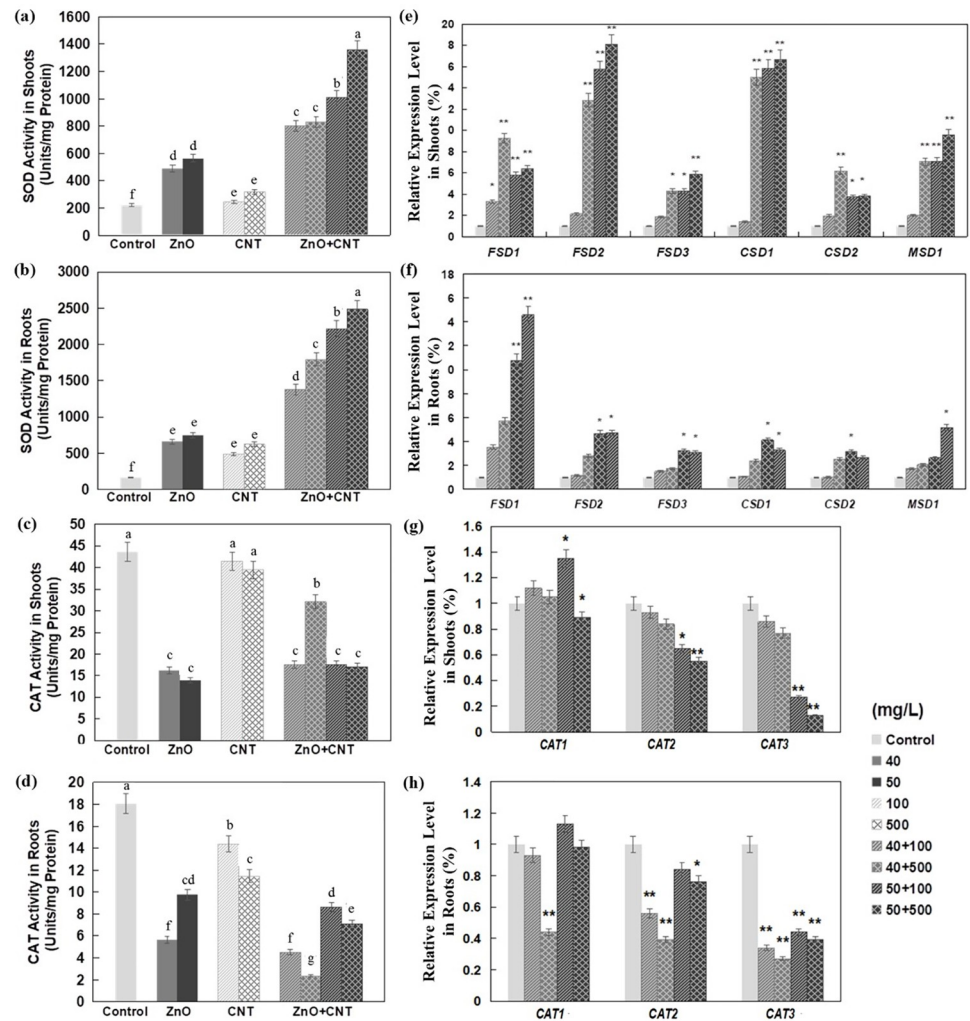 (a)
SOD Activity in Shoots
(Units/mg Protein)
1600
1400
1200
1000
800
600
400
200
0
f
d
d
e
e
c
c
b
a
Control
ZnO
CNT
ZnO+CNT
(b)
SOD Activity in Roots
(Units/mg Protein)
3000
2500
2000
1500
1000
500
0
f
e
e
e
e
d
c
b
a
Control
ZnO
CNT
ZnO+CNT
(c)
CAT Activity in Shoots
(Units/mg Protein)
50
45
40
35
30
25
20
15
10
5
0
a
c
c
a
a
c
b
c
c
Control
ZnO
CNT
ZnO+CNT
(d)
CAT Activity in Roots
(Units/mg Protein)
20
18
16
14
12
10
8
6
4
2
0
a
f
cd
b
c
f
g
d
e
Control
ZnO
CNT
ZnO+CNT
(e)
Relative Expression Level
in Shoots (%)
20
8
6
4
2
0
8
6
4
2
0
* ** ** **
** ** **
* * **
** ** **
** * *
** ** **
FSD1
FSD2
FSD3
CSD1
CSD2
MSD1
(f)
Relative Expression Level
in Roots (%)
18
6
4
2
0
8
6
4
2
0
** **
* *
* *
* *
*
*
FSD1
FSD2
FSD3
CSD1
CSD2
MSD1
(g)
Relative Expression Level
in Shoots (%)
1.6
1.4
1.2
1
0.8
0.6
0.4
0.2
0
* *
* **
** **
CAT1
CAT2
CAT3
(h)
Relative Expression Level
in Roots (%)
1.4
1.2
1
0.8
0.6
0.4
0.2
0
**
** ** *
** ** ** **
CAT1
CAT2
CAT3
(mg/L)
Control
40
50
100
500
40+100
40+500
50+100
50+500